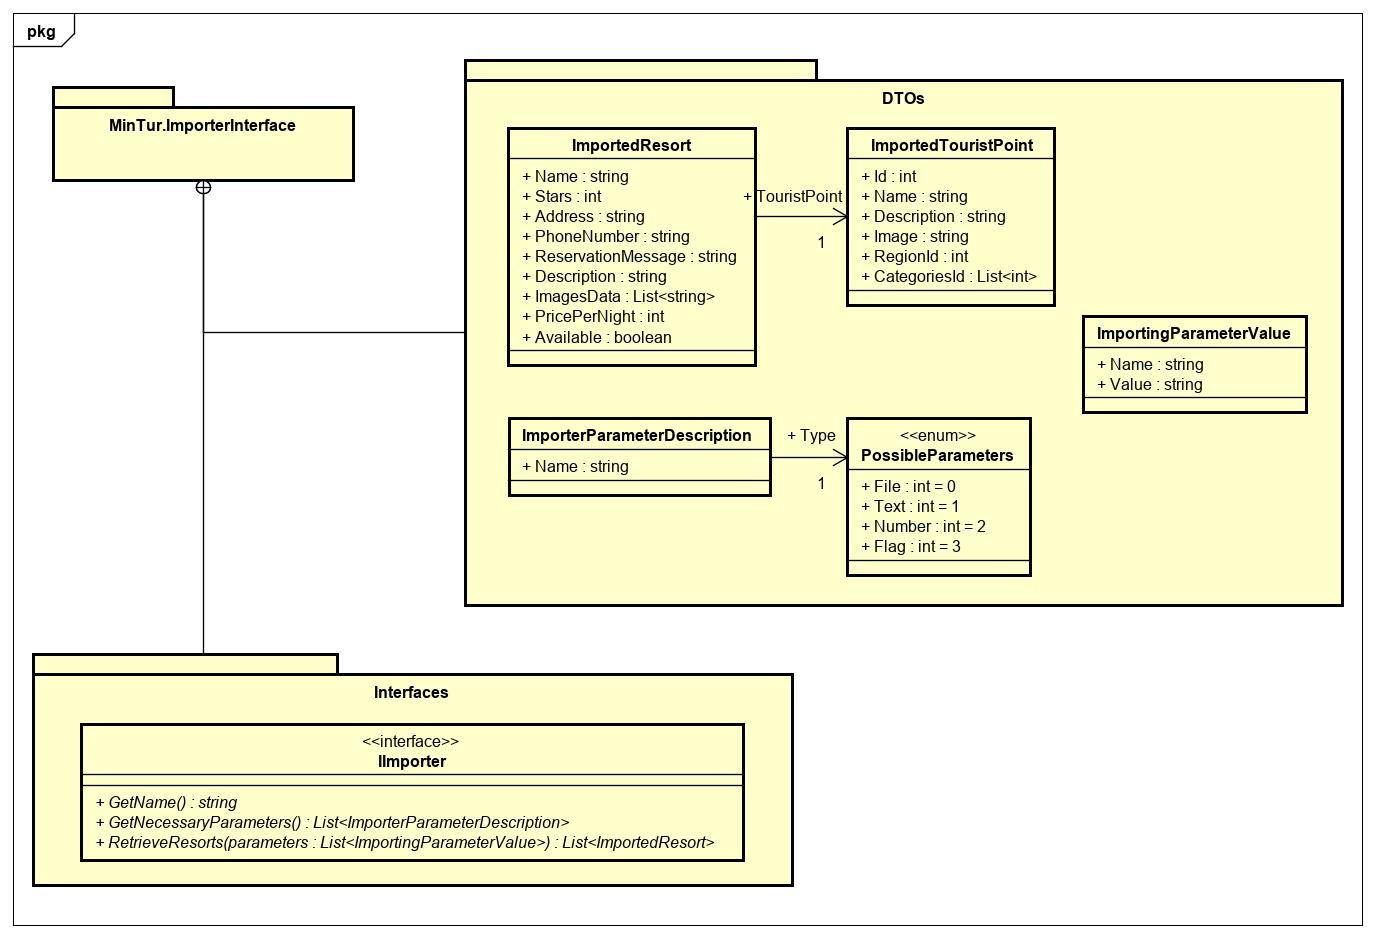 pkg
MinTur.ImporterInterface
DTOs
ImportedResort
+ Name : string
+ Stars : int
+ Address : string
+ PhoneNumber : string
+ ReservationMessage : string
+ Description : string
+ ImagesData : List<string>
+ PricePerNight : int
+ Available : boolean
+ TouristPoint
1
ImportedTouristPoint
+ Id : int
+ Name : string
+ Description : string
+ Image : string
+ RegionId : int
+ CategoriesId : List<int>
ImportingParameterValue
+ Name : string
+ Value : string
ImporterParameterDescription
+ Name : string
+ Type
1
<<enum>>
PossibleParameters
+ File : int = 0
+ Text : int = 1
+ Number : int = 2
+ Flag : int = 3
Interfaces
<<interface>>
IImporter
+ GetName() : string
+ GetNecessaryParameters() : List<ImporterParameterDescription>
+ RetrieveResorts(parameters : List<ImportingParameterValue>) : List<ImportedResort>